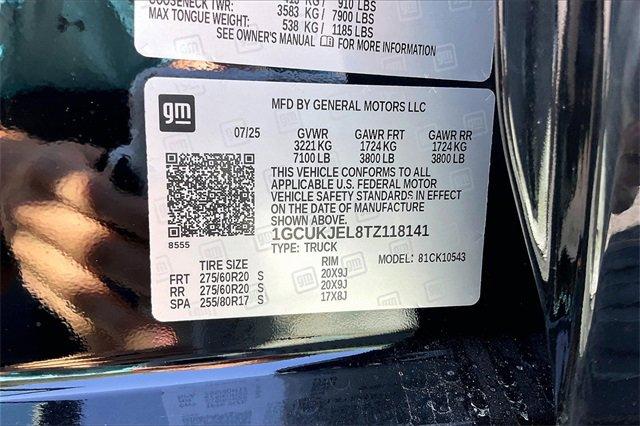 GOOSENECK TWR:
3583 KG / 7900 LBS
MAX TONGUE WEIGHT: 538 KG / 1185 LBS
SEE OWNER'S MANUAL FOR MORE INFORMATION
gm
MFD BY GENERAL MOTORS LLC
07/25 GVWR GAWR FRT GAWR RR
3221 KG 1724 KG 1724 KG
7100 LB 3800 LB 3800 LB
THIS VEHICLE CONFORMS TO ALL
APPLICABLE U.S. FEDERAL MOTOR
VEHICLE SAFETY STANDARDS IN EFFECT
ON THE DATE OF MANUFACTURE
SHOWN ABOVE.
8555
1GCUKJEL8TZ118141
TYPE: TRUCK
MODEL: 81CK10543
TIRE SIZE RIM
FRT 275/60R20 S 20X9J
RR 275/60R20 S 20X9J
SPA 255/80R17 S 17X8J